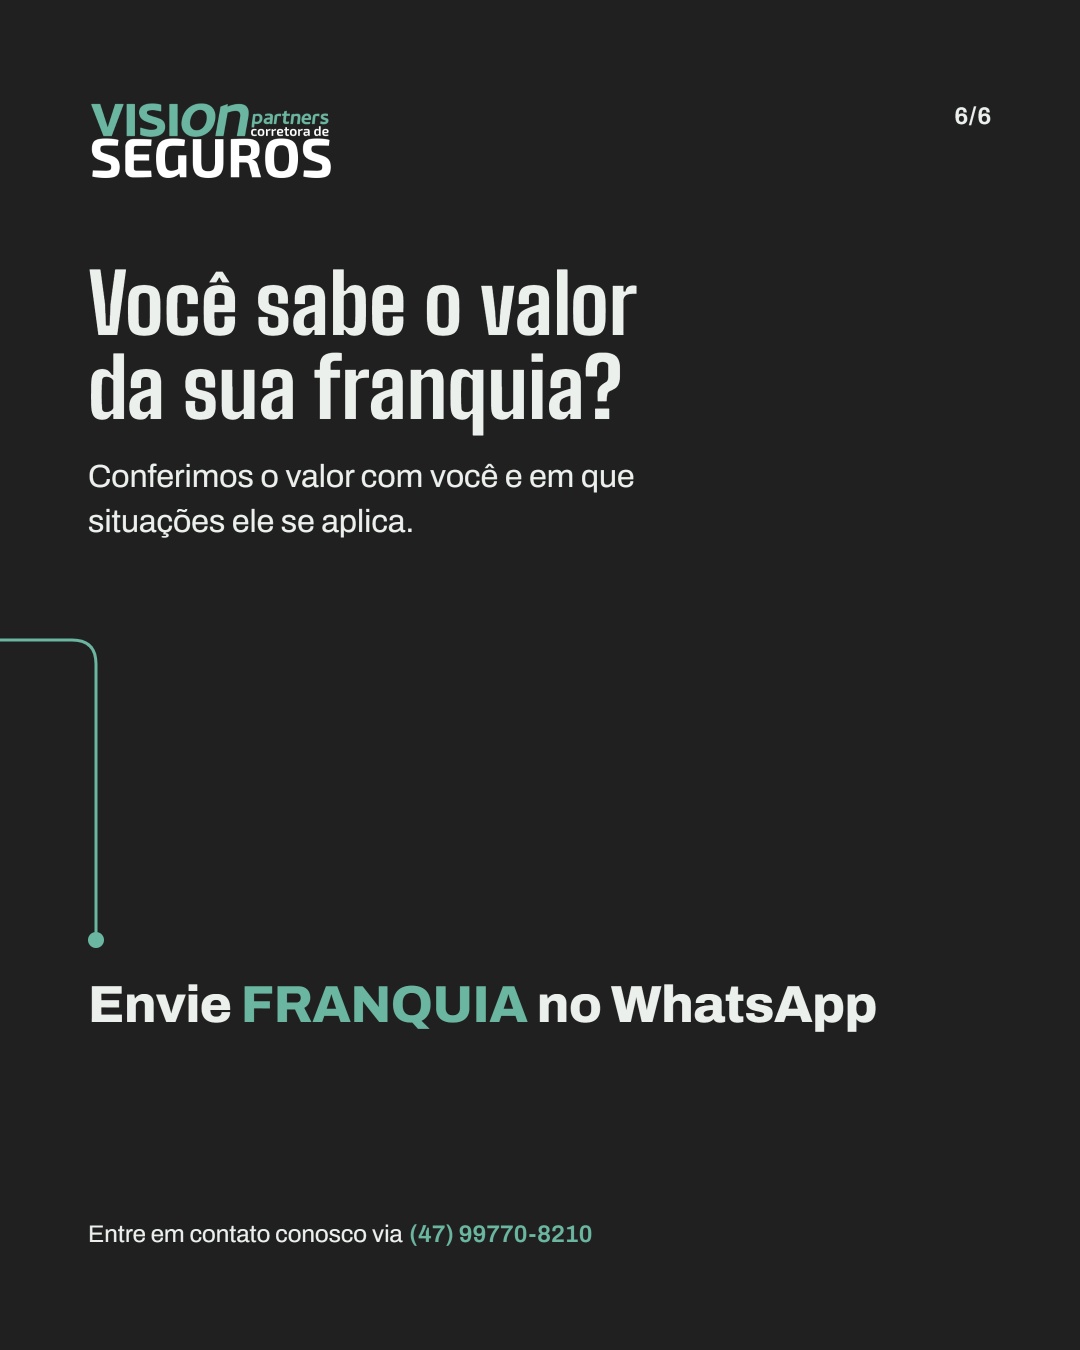 VISION partners
corretora de
SEGUROS
6/6
Você sabe o valor
da sua franquia?
Conferimos o valor com você e em que
situações ele se aplica.
Envie FRANQUIA no WhatsApp
Entre em contato conosco via (47) 99770-8210